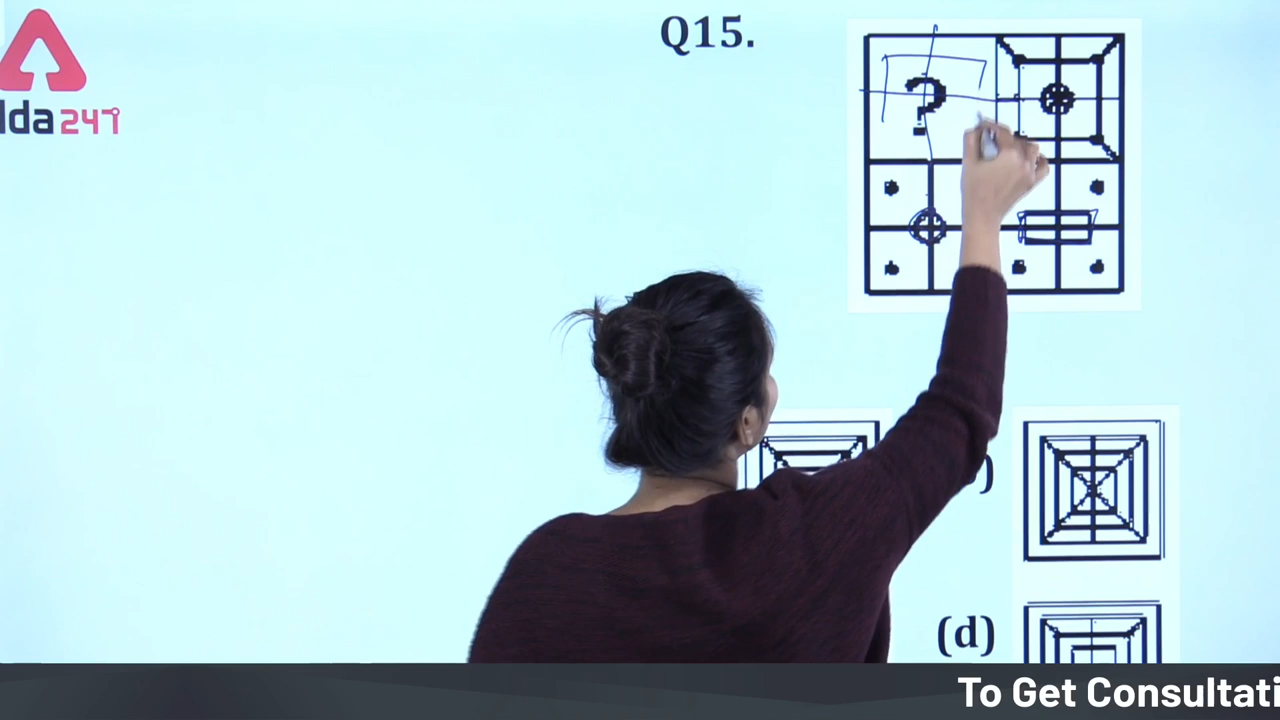 Q15.
dda 247
?
)
(d)
To Get Consultati